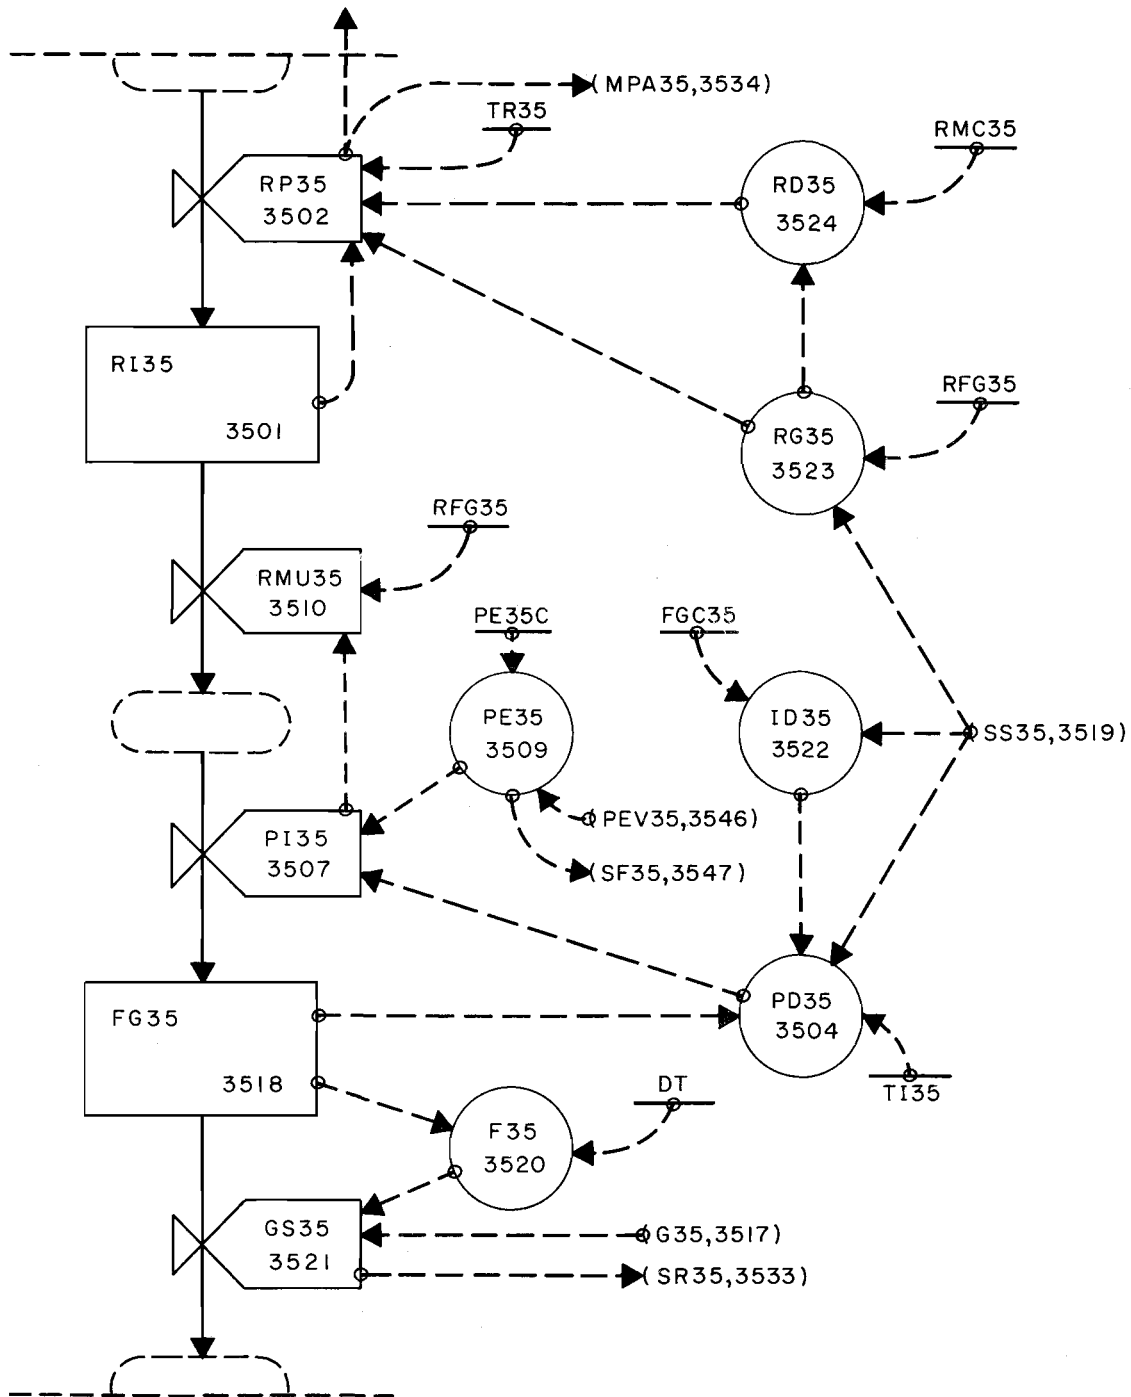 (MPA35,3534)
TR35
RMC35
RP35
3502
RD35
3524
RI35
3501
RFG35
RG35
3523
RFG35
RMU35
3510
PE35C
FGC35
PE35
3509
ID35
3522
(SS35,3519)
(PEV35,3546)
PI35
3507
(SF35,3547)
FG35
3518
PD35
3504
TI35
DT
F35
3520
GS35
3521
(G35,3517)
(SR35,3533)